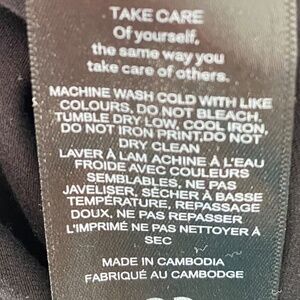 TAKE CARE
Of yourself,
the same way you
take care of others.
MACHINE WASH COLD WITH LIKE
COLOURS, DO NOT BLEACH.
TUMBLE DRY LOW, COOL IRON,
DO NOT IRON PRINT,DO NOT
DRY CLEAN
LAVER À LAM ACHINE À L'EAU
FROIDE AVEC COULEURS
SEMBLABLES, NE PAS
JAVELISER, SÉCHER À BASSE
TEMPÉRATURE, REPASSAGE
DOUX, NE PAS REPASSER
L'IMPRIMÉ NE PAS NETTOYER À
SEC
MADE IN CAMBODIA
FABRIQUÉ AU CAMBODGE